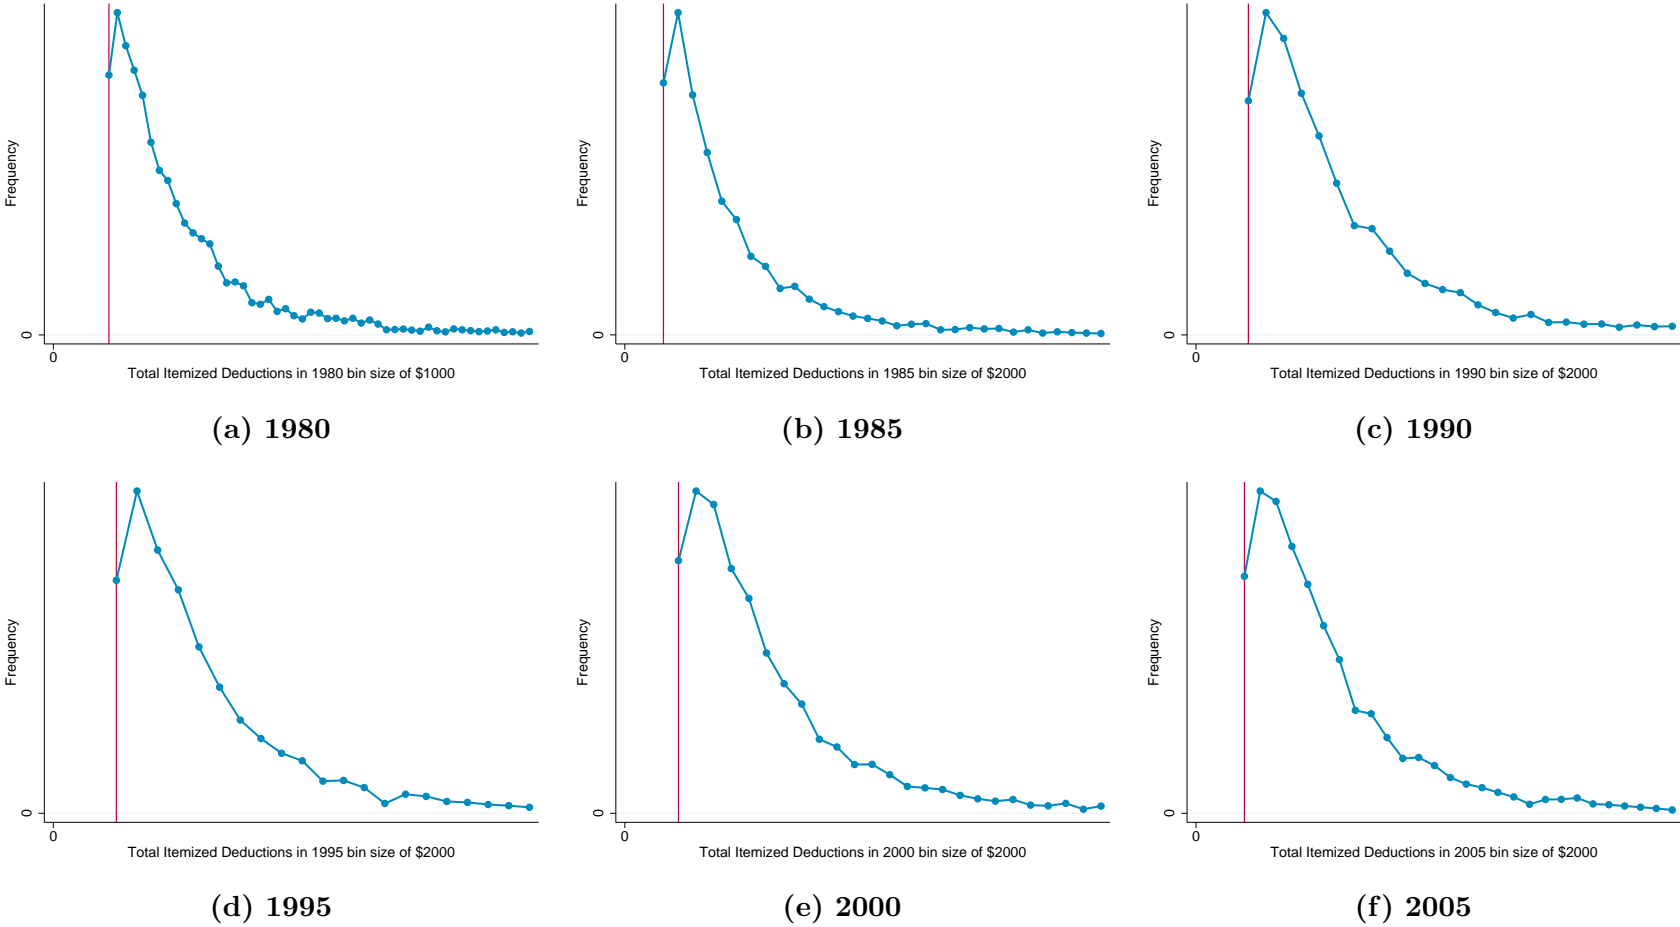 Frequency
0
0
Total Itemized Deductions in 1980 bin size of $1000
(a) 1980
Frequency
0
0
Total Itemized Deductions in 1985 bin size of $2000
(b) 1985
Frequency
0
0
Total Itemized Deductions in 1990 bin size of $2000
(c) 1990
Frequency
0
0
Total Itemized Deductions in 1995 bin size of $2000
(d) 1995
Frequency
0
0
Total Itemized Deductions in 2000 bin size of $2000
(e) 2000
Frequency
0
0
Total Itemized Deductions in 2005 bin size of $2000
(f) 2005